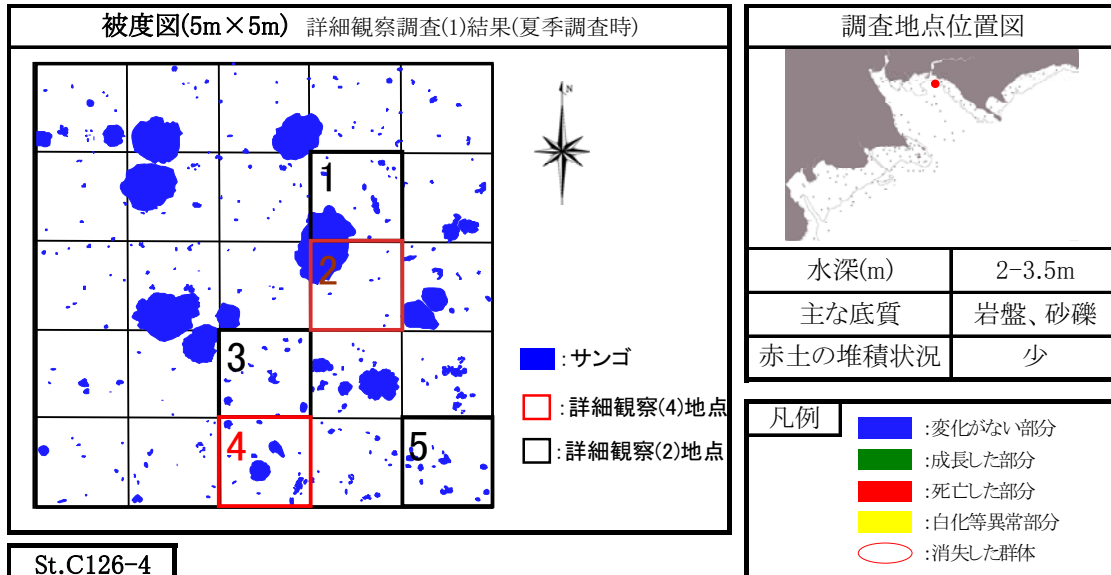 被度図(5m×5m) 詳細観察調査(1)結果(夏季調査時)
N
1
2
3
4
5
:サンゴ
:詳細観察(4)地点
:詳細観察(2)地点
調査地点位置図
水深(m) 2-3.5m
主な底質 岩盤、砂礫
赤土の堆積状況 少
凡例
:変化がない部分
:成長した部分
:死亡した部分
:白化等異常部分
:消失した群体
St.C126-4